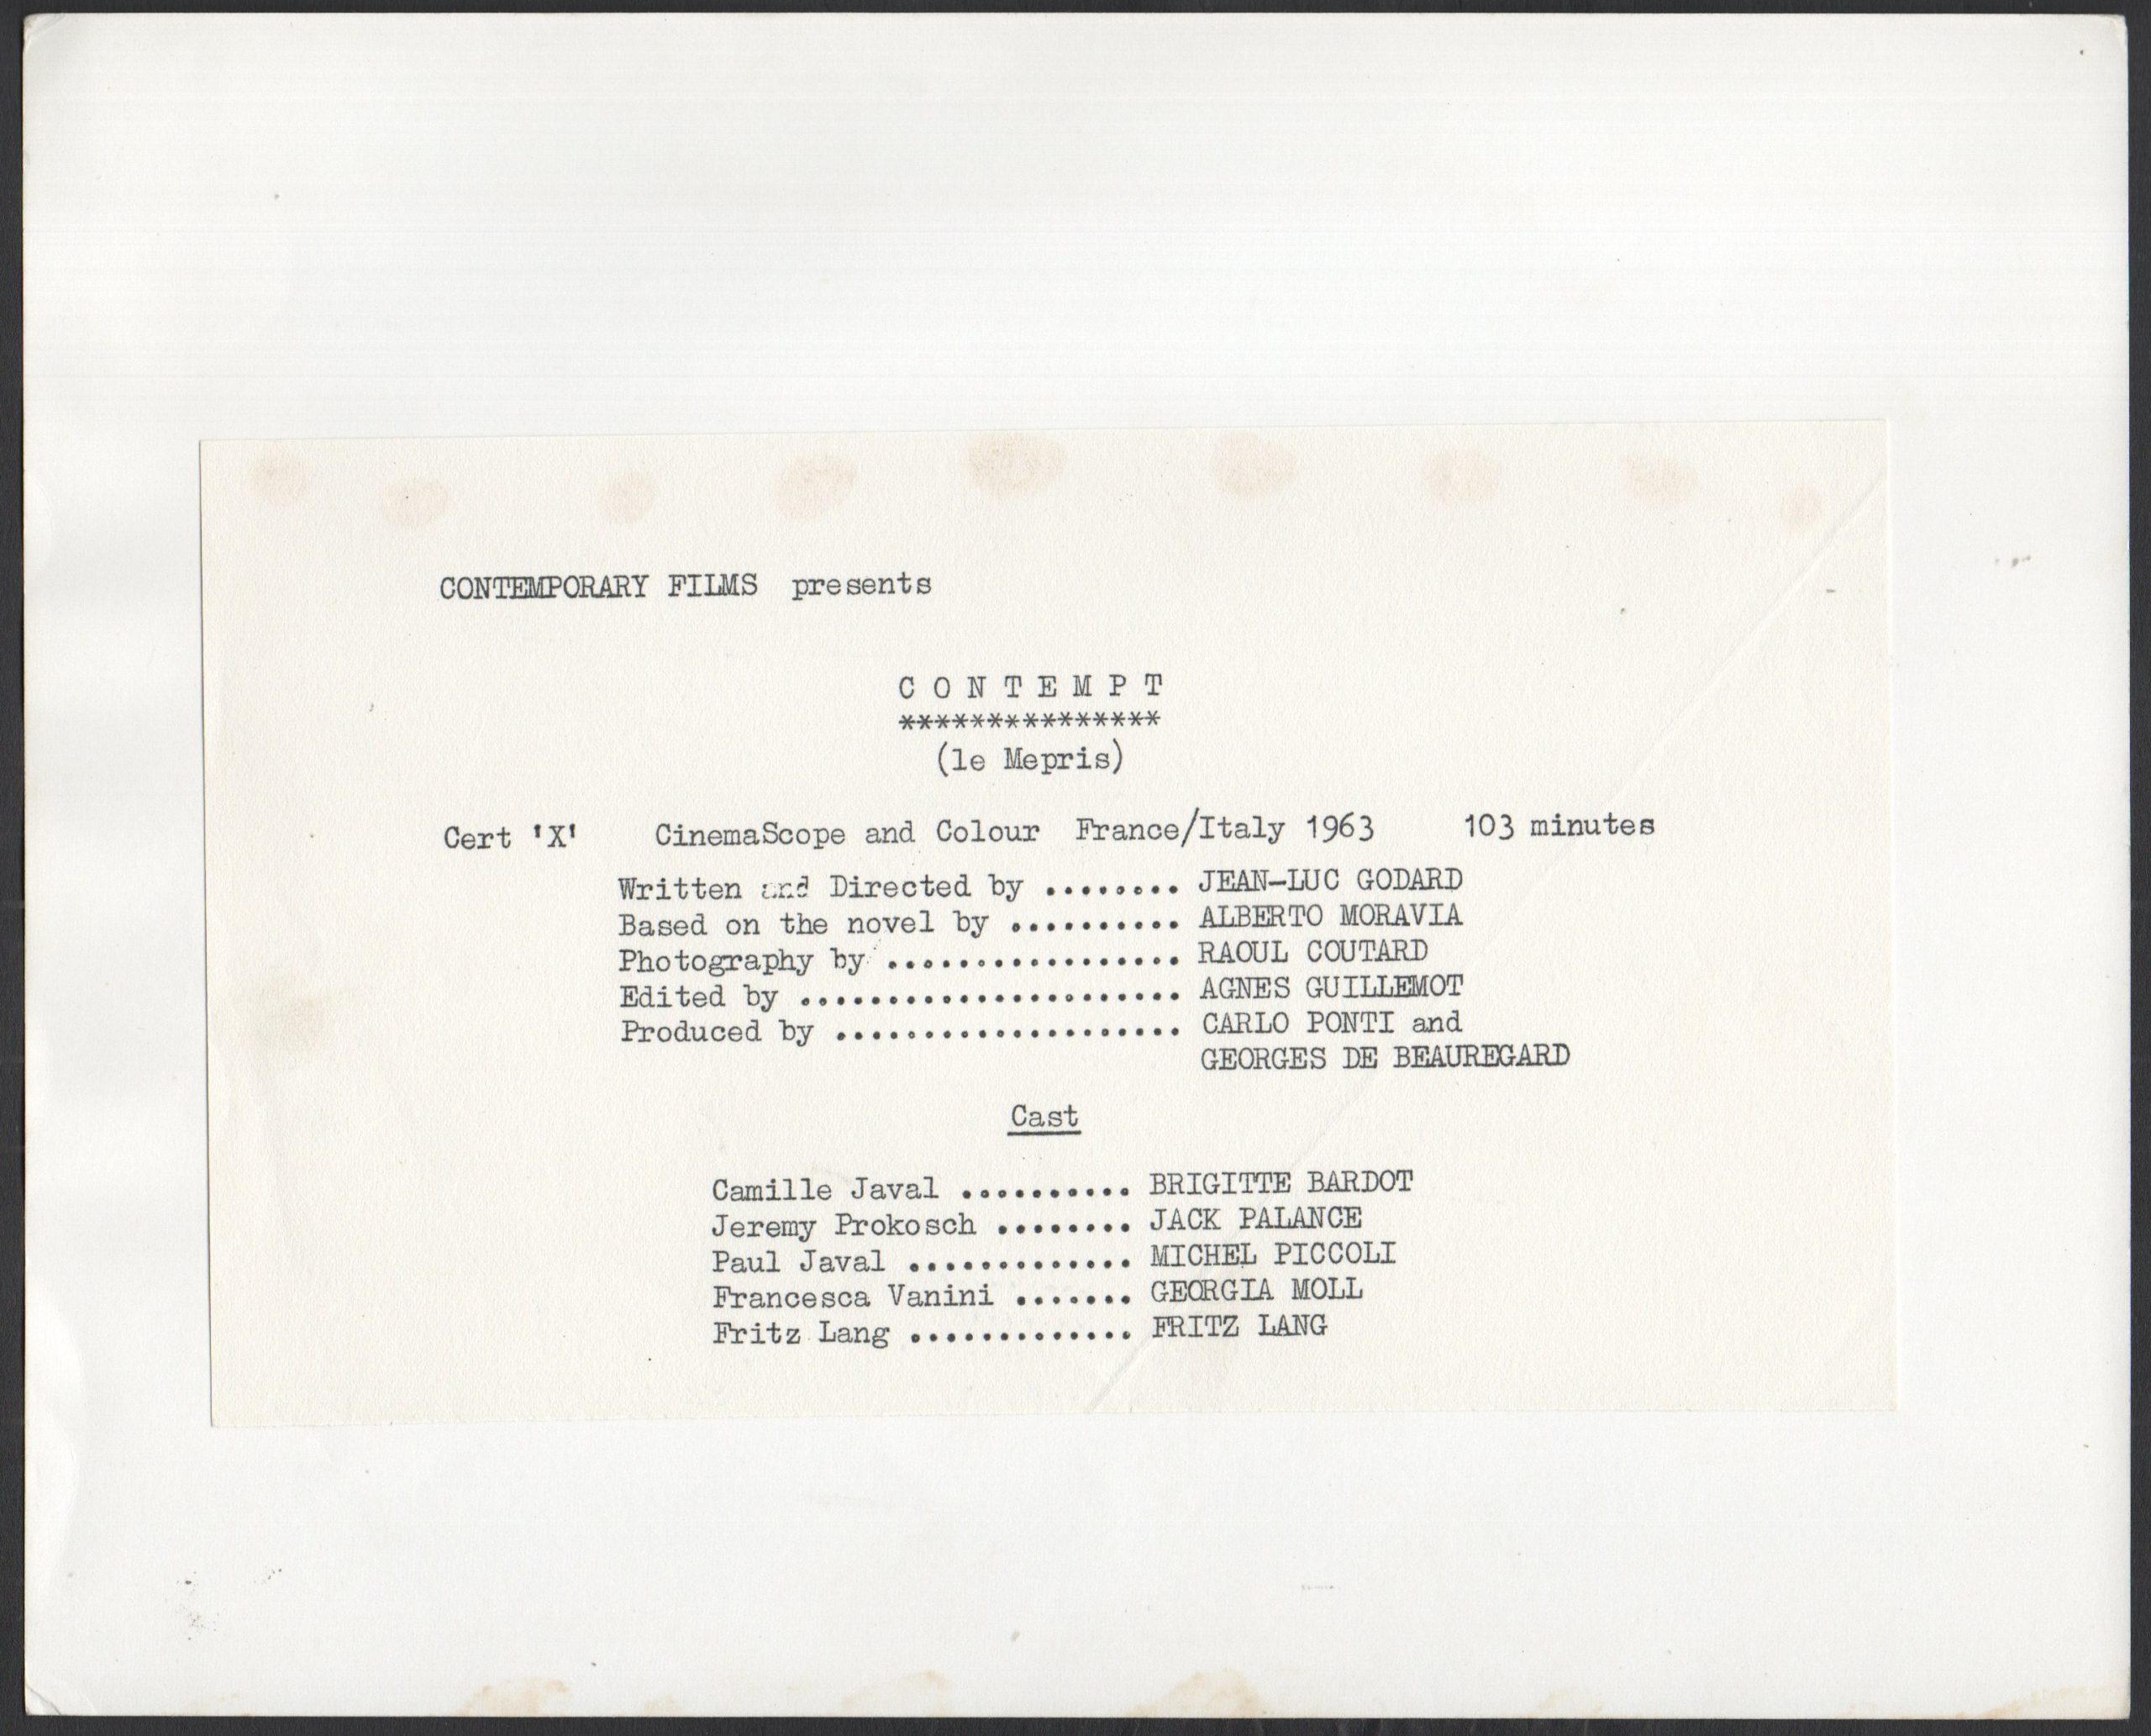 CONTEMPORARY FILMS presents
C O N T E M P T
***************
(le Mepris)
Cert 'X' CinemaScope and Colour France/Italy 1963 103 minutes
Written and Directed by ........ JEAN-LUC GODARD
Based on the novel by .......... ALBERTO MORAVIA
Photography by ................. RAOUL COUTARD
Edited by ...................... AGNES GUILLEMOT
Produced by .................... CARLO PONTI and
GEORGES DE BEAUREGARD
Cast
Camille Javal .......... BRIGITTE BARDOT
Jeremy Prokosch ........ JACK PALANCE
Paul Javal ............. MICHEL PICCOLI
Francesca Vanini ....... GEORGIA MOLL
Fritz Lang ............. FRITZ LANG